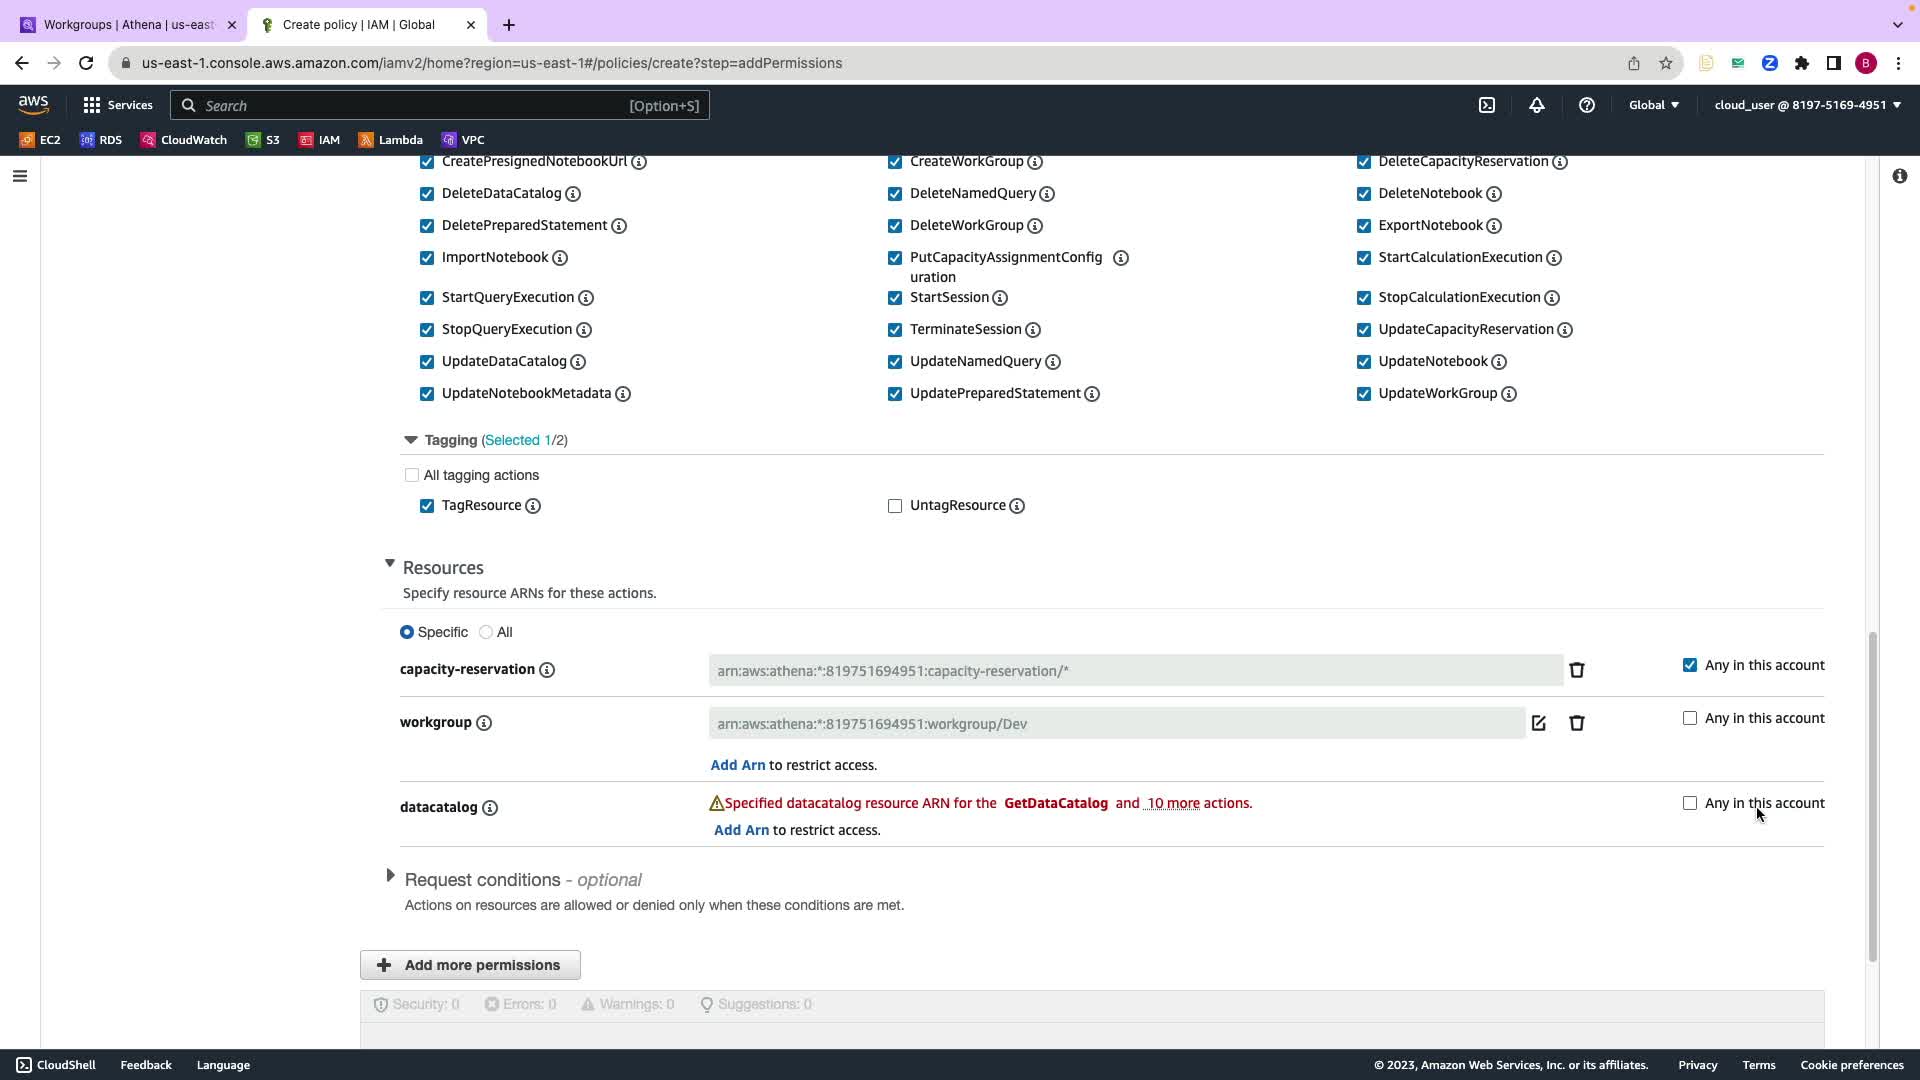 Workgroups | Athena | us-east
Create policy | IAM | Global
us-east-1.console.aws.amazon.com/iamv2/home?region=us-east-1#/policies/create?step=addPermissions
B
aws
Services
Search
[Option+S]
Global
cloud_user @ 8197-5169-4951
EC2
RDS
CloudWatch
S3
IAM
Lambda
VPC
CreatePresignedNotebookUrl
CreateWorkGroup
DeleteCapacityReservation
DeleteDataCatalog
DeleteNamedQuery
DeleteNotebook
DeletePreparedStatement
DeleteWorkGroup
ExportNotebook
ImportNotebook
PutCapacityAssignmentConfig
uration
StartCalculationExecution
StartQueryExecution
StartSession
StopCalculationExecution
StopQueryExecution
TerminateSession
UpdateCapacityReservation
UpdateDataCatalog
UpdateNamedQuery
UpdateNotebook
UpdateNotebookMetadata
UpdatePreparedStatement
UpdateWorkGroup
Tagging (Selected 1/2)
All tagging actions
TagResource
UntagResource
Resources
Specify resource ARNs for these actions.
Specific
All
capacity-reservation
arn:aws:athena:*:819751694951:capacity-reservation/*
Any in this account
workgroup
arn:aws:athena:*:819751694951:workgroup/Dev
Any in this account
Add Arn to restrict access.
datacatalog
Specified datacatalog resource ARN for the GetDataCatalog and 10 more actions.
Any in this account
Add Arn to restrict access.
Request conditions - optional
Actions on resources are allowed or denied only when these conditions are met.
Add more permissions
Security: 0
Errors: 0
Warnings: 0
Suggestions: 0
CloudShell
Feedback
Language
© 2023, Amazon Web Services, Inc. or its affiliates.
Privacy
Terms
Cookie preferences